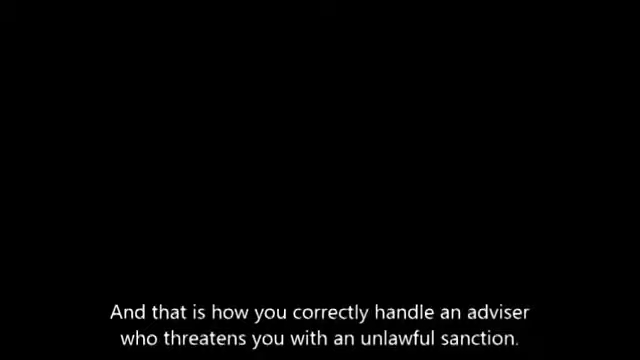 And that is how you correctly handle an adviser
who threatens you with an unlawful sanction.